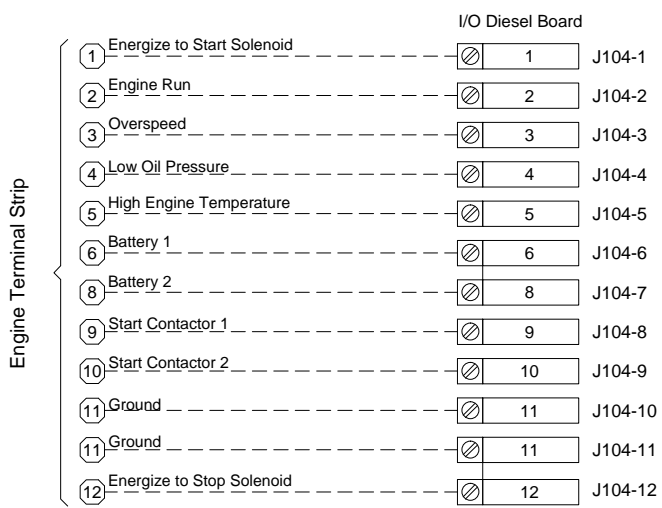 I/O Diesel Board
Engine Terminal Strip
1 Energize to Start Solenoid 1 J104-1
2 Engine Run 2 J104-2
3 Overspeed 3 J104-3
4 Low Oil Pressure 4 J104-4
5 High Engine Temperature 5 J104-5
6 Battery 1 6 J104-6
8 Battery 2 8 J104-7
9 Start Contactor 1 9 J104-8
10 Start Contactor 2 10 J104-9
11 Ground 11 J104-10
11 Ground 11 J104-11
12 Energize to Stop Solenoid 12 J104-12